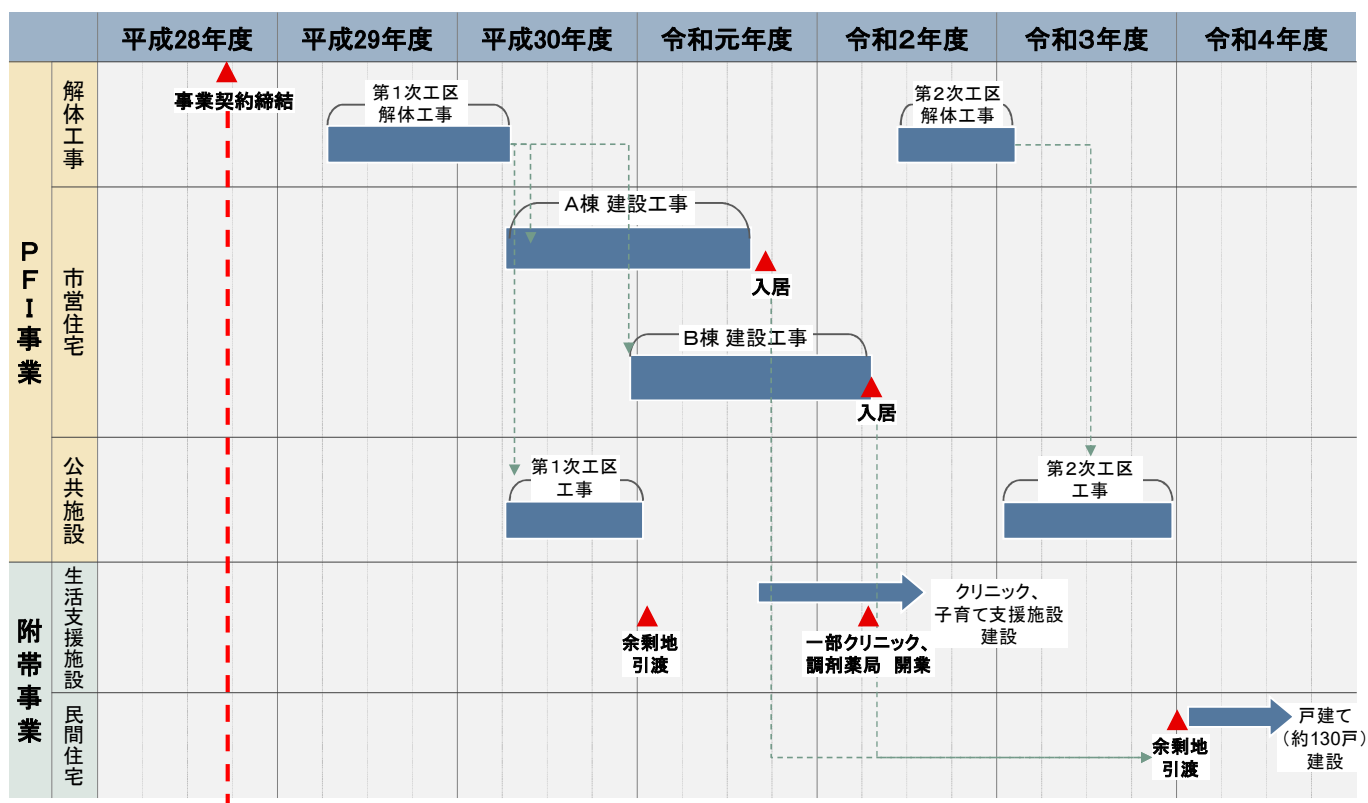 平成28年度 平成29年度 平成30年度 令和元年度 令和2年度 令和3年度 令和4年度
PFI事業
解体工事
事業契約締結
第1次工区
解体工事
第2次工区
解体工事
市営住宅
A棟 建設工事
入居
B棟 建設工事
入居
公共施設
第1次工区
工事
第2次工区
工事
附帯事業
生活支援施設
余剰地
引渡
一部クリニック、
調剤薬局 開業
クリニック、
子育て支援施設
建設
民間住宅
余剰地
引渡
戸建て
(約130戸)
建設